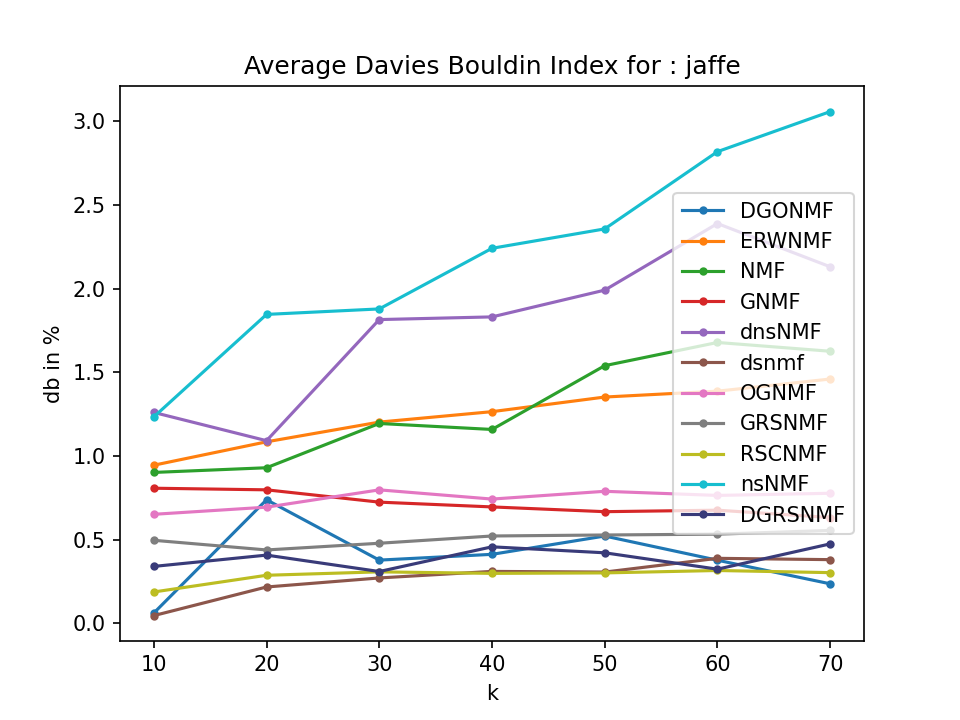 Average Davies Bouldin Index for : jaffe
db in %
3.0
2.5
2.0
1.5
1.0
0.5
0.0
DGONMF
ERWNMF
NMF
GNMF
dnsNMF
dsnmf
OGNMF
GRSNMF
RSCNMF
nsNMF
DGRSNMF
10 20 30 40 50 60 70
k